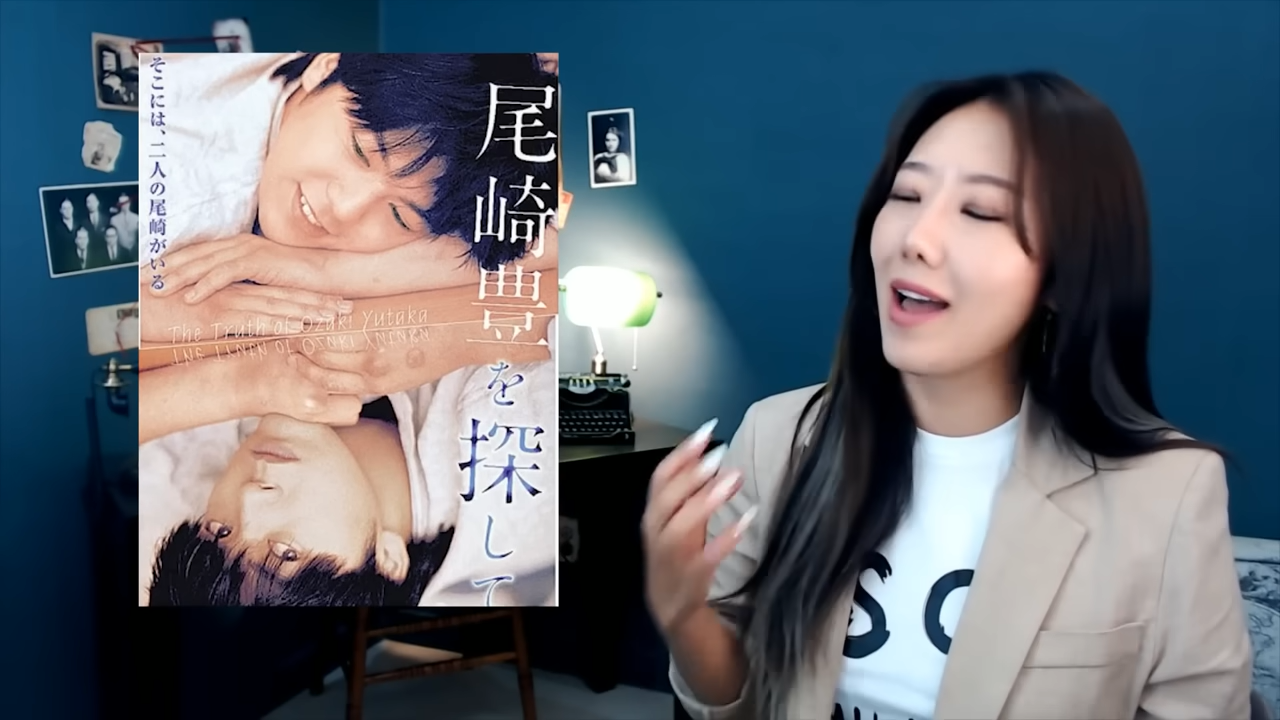 そこには、二人の尾崎がいる
尾崎豊を探して
The Truth of Ozaki Yutaka
The Truth of Ozaki Yutaka
SO